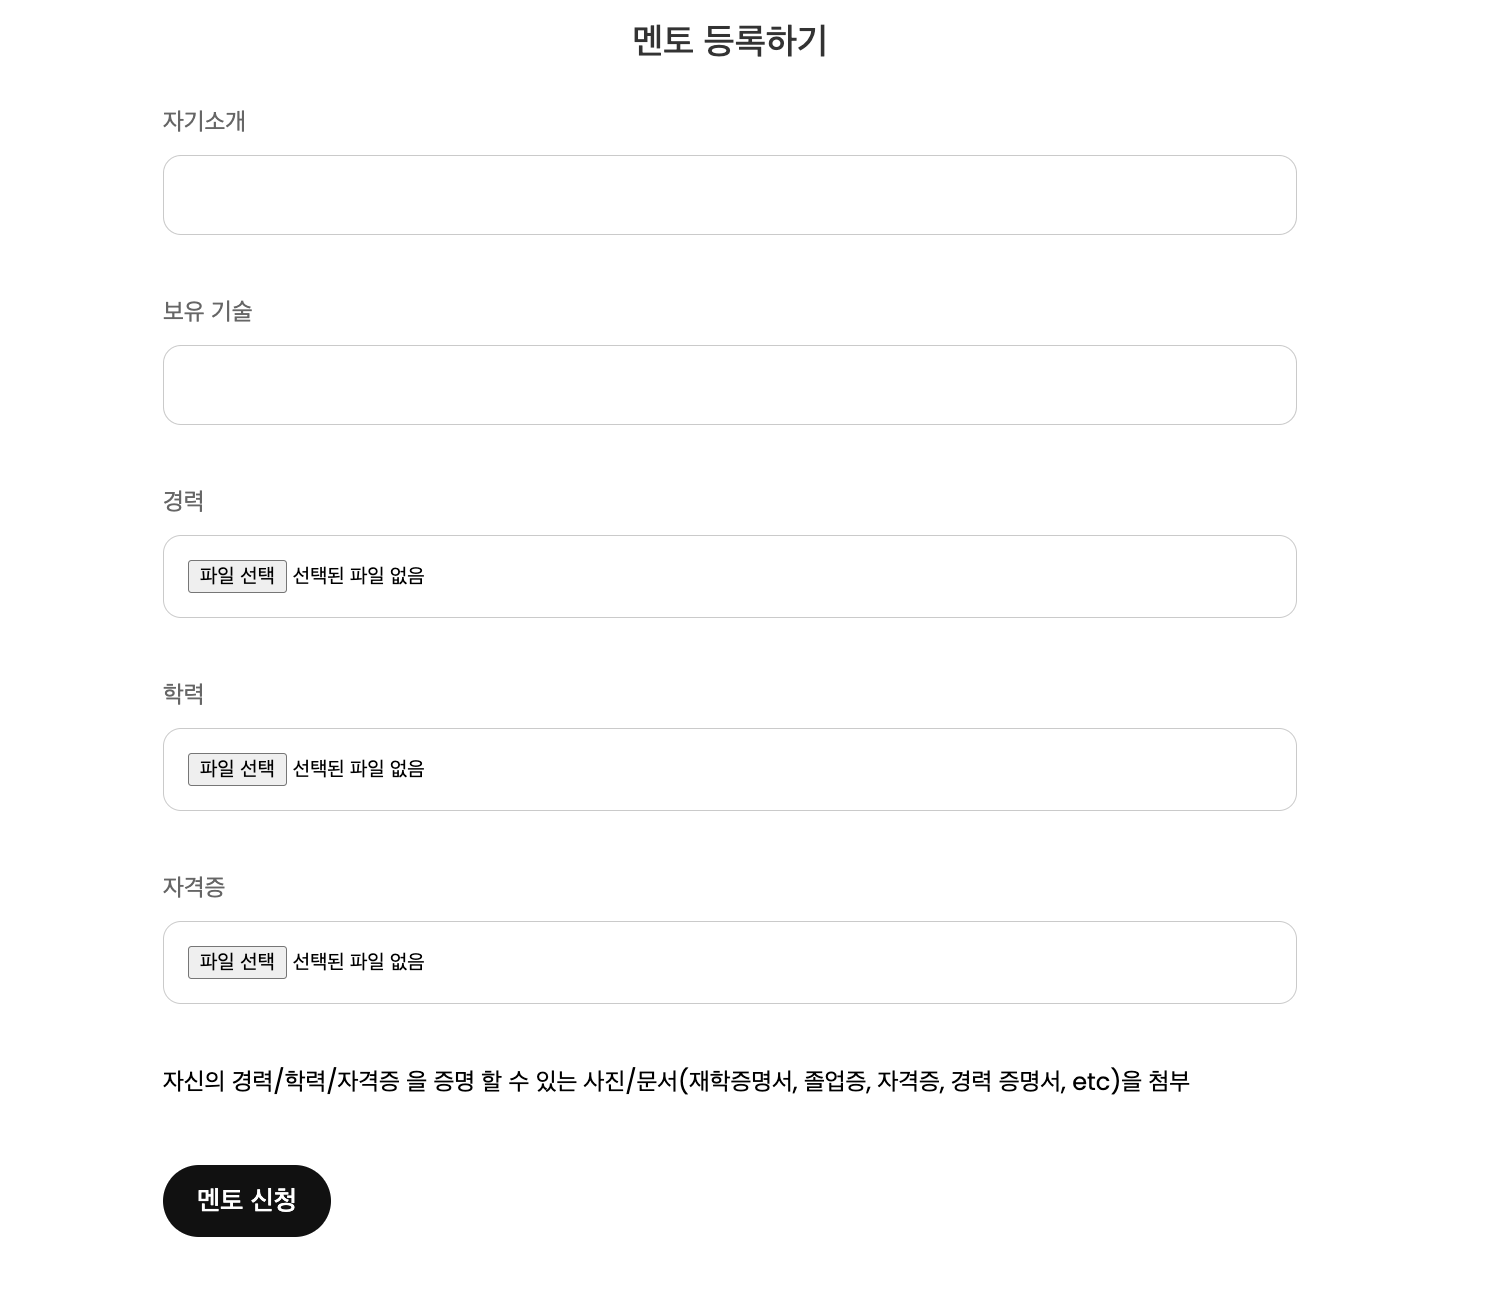 멘토 등록하기
자기소개
보유 기술
경력
파일 선택 선택된 파일 없음
학력
파일 선택 선택된 파일 없음
자격증
파일 선택 선택된 파일 없음
자신의 경력/학력/자격증 을 증명 할 수 있는 사진/문서(재학증명서, 졸업증, 자격증, 경력 증명서, etc)을 첨부
멘토 신청